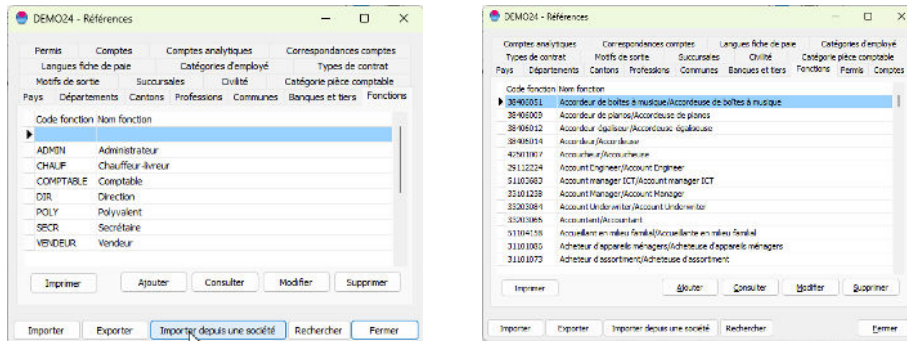 DEMO24 - Références
Permis Comptes Comptes analytiques Correspondances comptes
Langues fiche de paie Catégories d'employé Types de contrat
Motifs de sortie Succursales Civilité Catégorie pièce comptable
Pays Départements Cantons Professions Communes Banques et tiers Fonctions
Code fonction Nom fonction
ADMIN Administrateur
CHAUF Chauffeur-livreur
COMPTABLE Comptable
DIR Direction
POLY Polyvalent
SECR Secrétaire
VENDEUR Vendeur
Imprimer Ajouter Consulter Modifier Supprimer
Importer Exporter Importer depuis une société Rechercher Fermer
DEMO24 - Références
Comptes analytiques Correspondances comptes Langues fiche de paie Catégories d'employé
Types de contrat Motifs de sortie Succursales Civilité Catégorie pièce comptable
Pays Départements Cantons Professions Communes Banques et tiers Fonctions Permis Comptes
Code fonction Nom fonction
38406051 Accordeur de boîtes à musique/Accordeuse de boîtes à musique
38406009 Accordeur de pianos/Accordeuse de pianos
38406012 Accordeur égaliseur/Accordeuse égaliseuse
38406014 Accordeur/Accordeuse
42501007 Accoucheur/Accoucheuse
29112224 Account Engineer/Account Engineer
51103683 Account manager ICT/Account manager ICT
33101238 Account Manager/Account Manager
33203084 Account Underwriter/Account Underwriter
33203065 Accountant/Accountant
51104138 Accueillant en milieu familial/Accueillante en milieu familial
31101086 Acheteur d'appareils ménagers/Acheteuse d'appareils ménagers
31101073 Acheteur d'assortiment/Acheteuse d'assortiment
Imprimer Ajouter Consulter Modifier Supprimer
Importer Exporter Importer depuis une société Rechercher Fermer